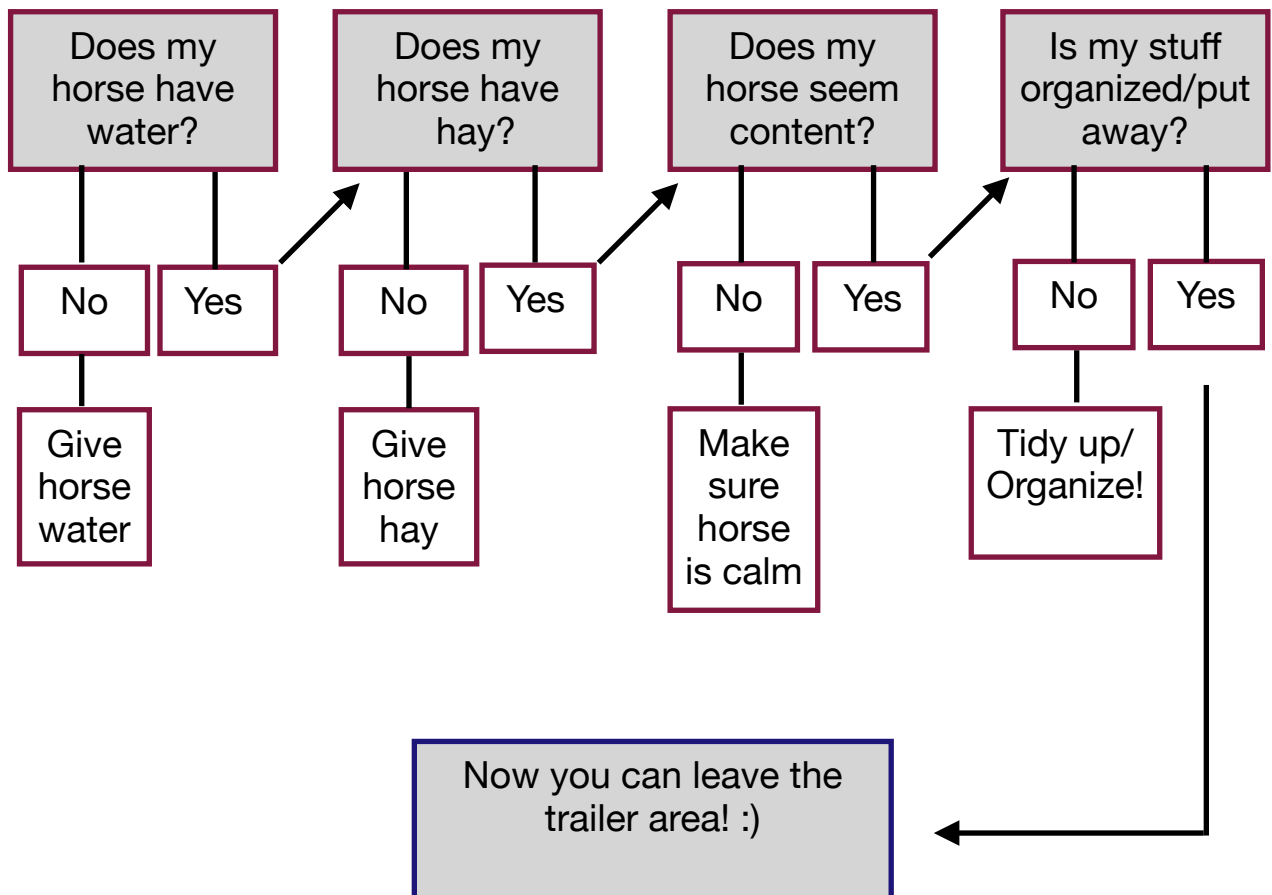 Does my
horse have
water?
Does my
horse have
hay?
Does my
horse seem
content?
Is my stuff
organized/put
away?
No
Yes
No
Yes
No
Yes
No
Yes
Give
horse
water
Give
horse
hay
Make
sure
horse
is calm
Tidy up/
Organize!
Now you can leave the
trailer area! :)